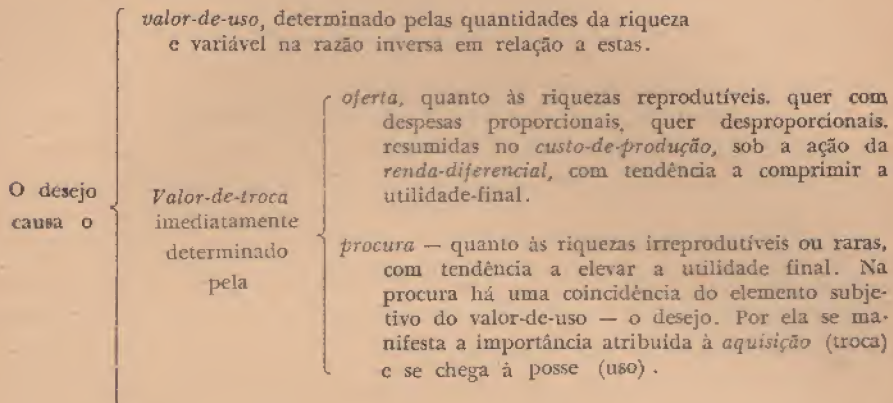 valor-de-uso, determinado pelas quantidades da riqueza
e variável na razão inversa em relação a estas.
O desejo
causa o
Valor-de-troca
imediatamente
determinado
pela
oferta, quanto às riquezas reprodutíveis. quer com
despesas proporcionais, quer desproporcionais.
resumidas no custo-de-produção, sob a ação da
renda-diferencial, com tendência a comprimir a
utilidade-final.
procura — quanto às riquezas irreprodutíveis ou raras,
com tendência a elevar a utilidade final. Na
procura há uma coincidência do elemento subje-
tivo do valor-de-uso — o desejo. Por ela se ma-
nifesta a importância atribuida à aquisição (troca)
e se chega à posse (uso).